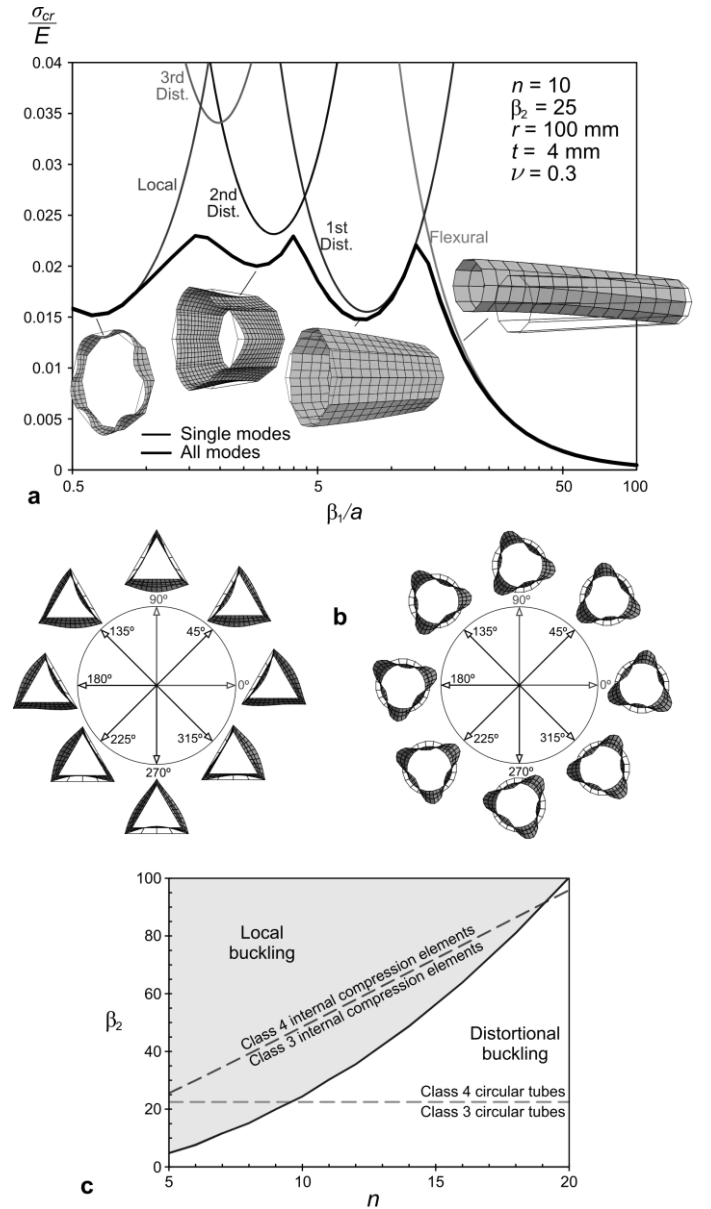 σcr
E
0.04
0.035
0.03
0.025
0.02
0.015
0.01
0.005
0
3rd
Dist.
Local
2nd
Dist.
1st
Dist.
Flexural
n = 10
β2 = 25
r = 100 mm
t = 4 mm
ν = 0.3
Single modes
All modes
0.5
5
50
100
β1/a
a
90º
135º
45º
180º
0º
225º
315º
270º
b
90º
135º
45º
180º
0º
225º
315º
270º
100
80
60
40
20
0
β2
Local
buckling
Class 4 internal compression elements
Class 3 internal compression elements
Distortional
buckling
Class 4 circular tubes
Class 3 circular tubes
5
10
15
20
n
c